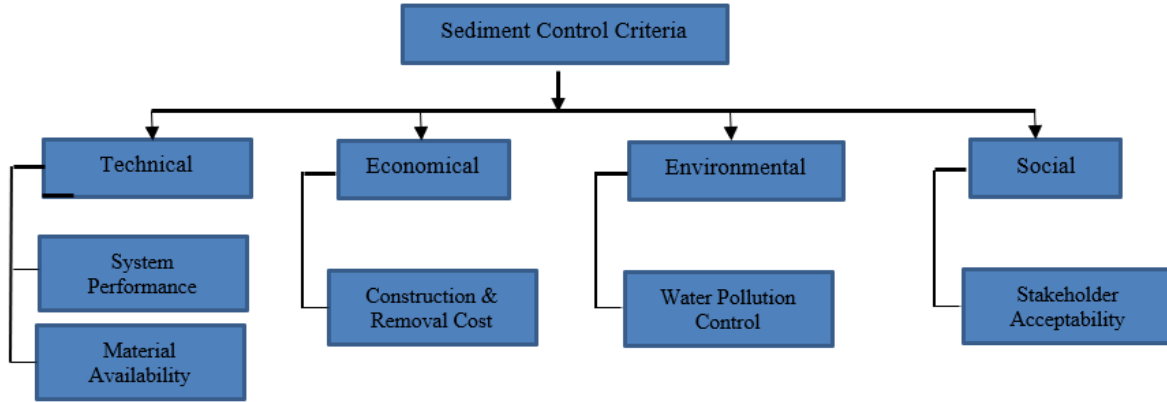 Sediment Control Criteria
Technical
Economical
Environmental
Social
System
Performance
Construction &
Removal Cost
Water Pollution
Control
Stakeholder
Acceptability
Material
Availability